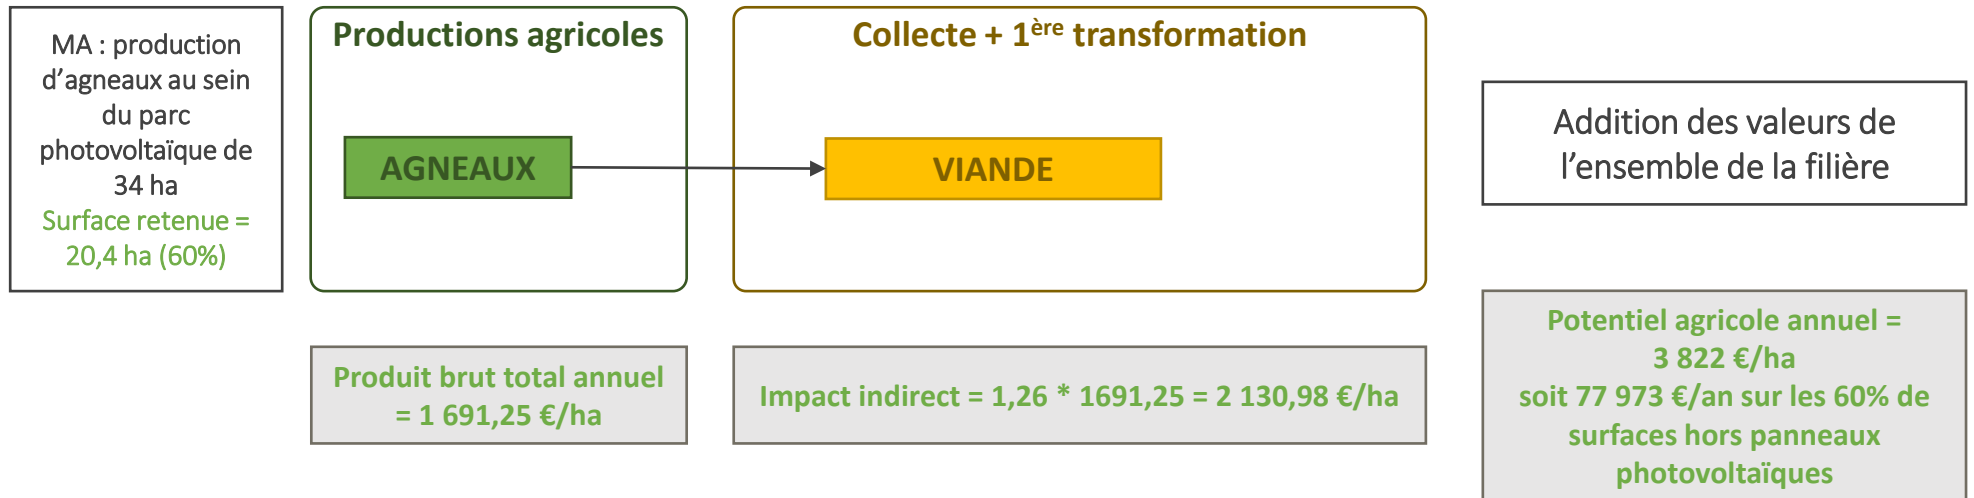 MA : production
d’agneaux au sein
du parc
photovoltaïque de
34 ha
Surface retenue =
20,4 ha (60%)
Productions agricoles
AGNEAUX
Collecte + 1ère transformation
VIANDE
Addition des valeurs de
l’ensemble de la filière
Produit brut total annuel
= 1 691,25 €/ha
Impact indirect = 1,26 * 1691,25 = 2 130,98 €/ha
Potentiel agricole annuel =
3 822 €/ha
soit 77 973 €/an sur les 60% de
surfaces hors panneaux
photovoltaïques